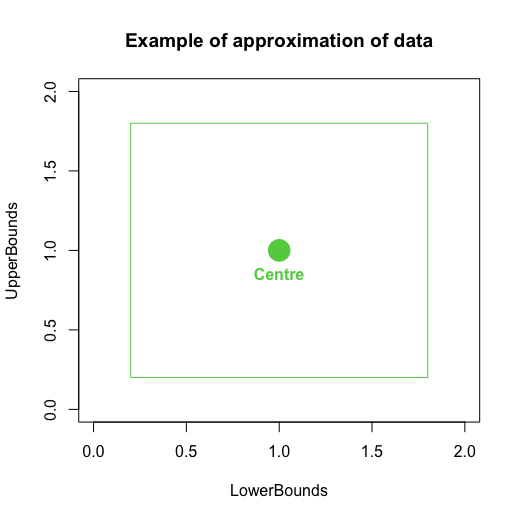 Example of approximation of data
UpperBounds
2.0
1.5
1.0
0.5
0.0
Centre
0.0 0.5 1.0 1.5 2.0
LowerBounds